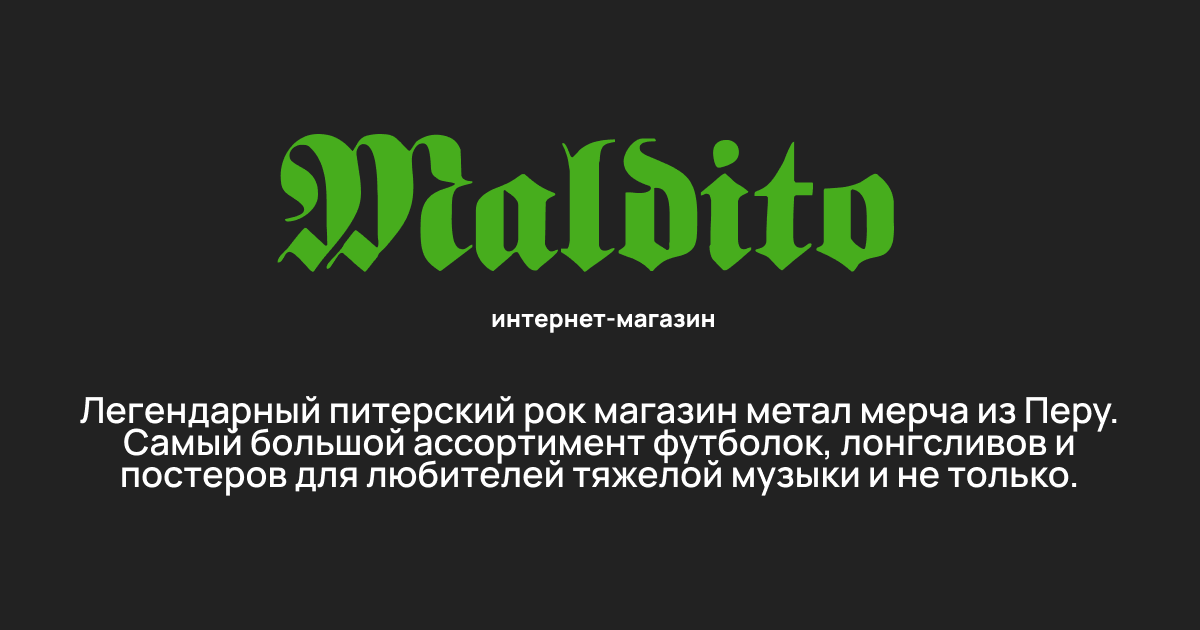 Maldito
интернет-магазин
Легендарный питерский рок магазин метал мерча из Перу.
Самый большой ассортимент футболок, лонгсливов и
постеров для любителей тяжелой музыки и не только.